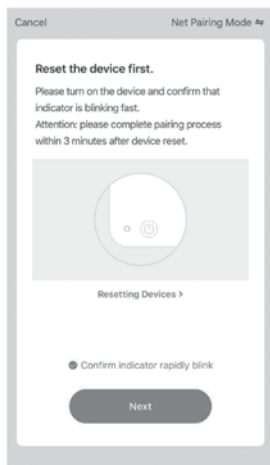 Cancel
Net Pairing Mode ⇋
Reset the device first.
Please turn on the device and confirm that
indicator is blinking fast.
Attention: please complete pairing process
within 3 minutes after device reset.
Resetting Devices >
Confirm indicator rapidly blink
Next